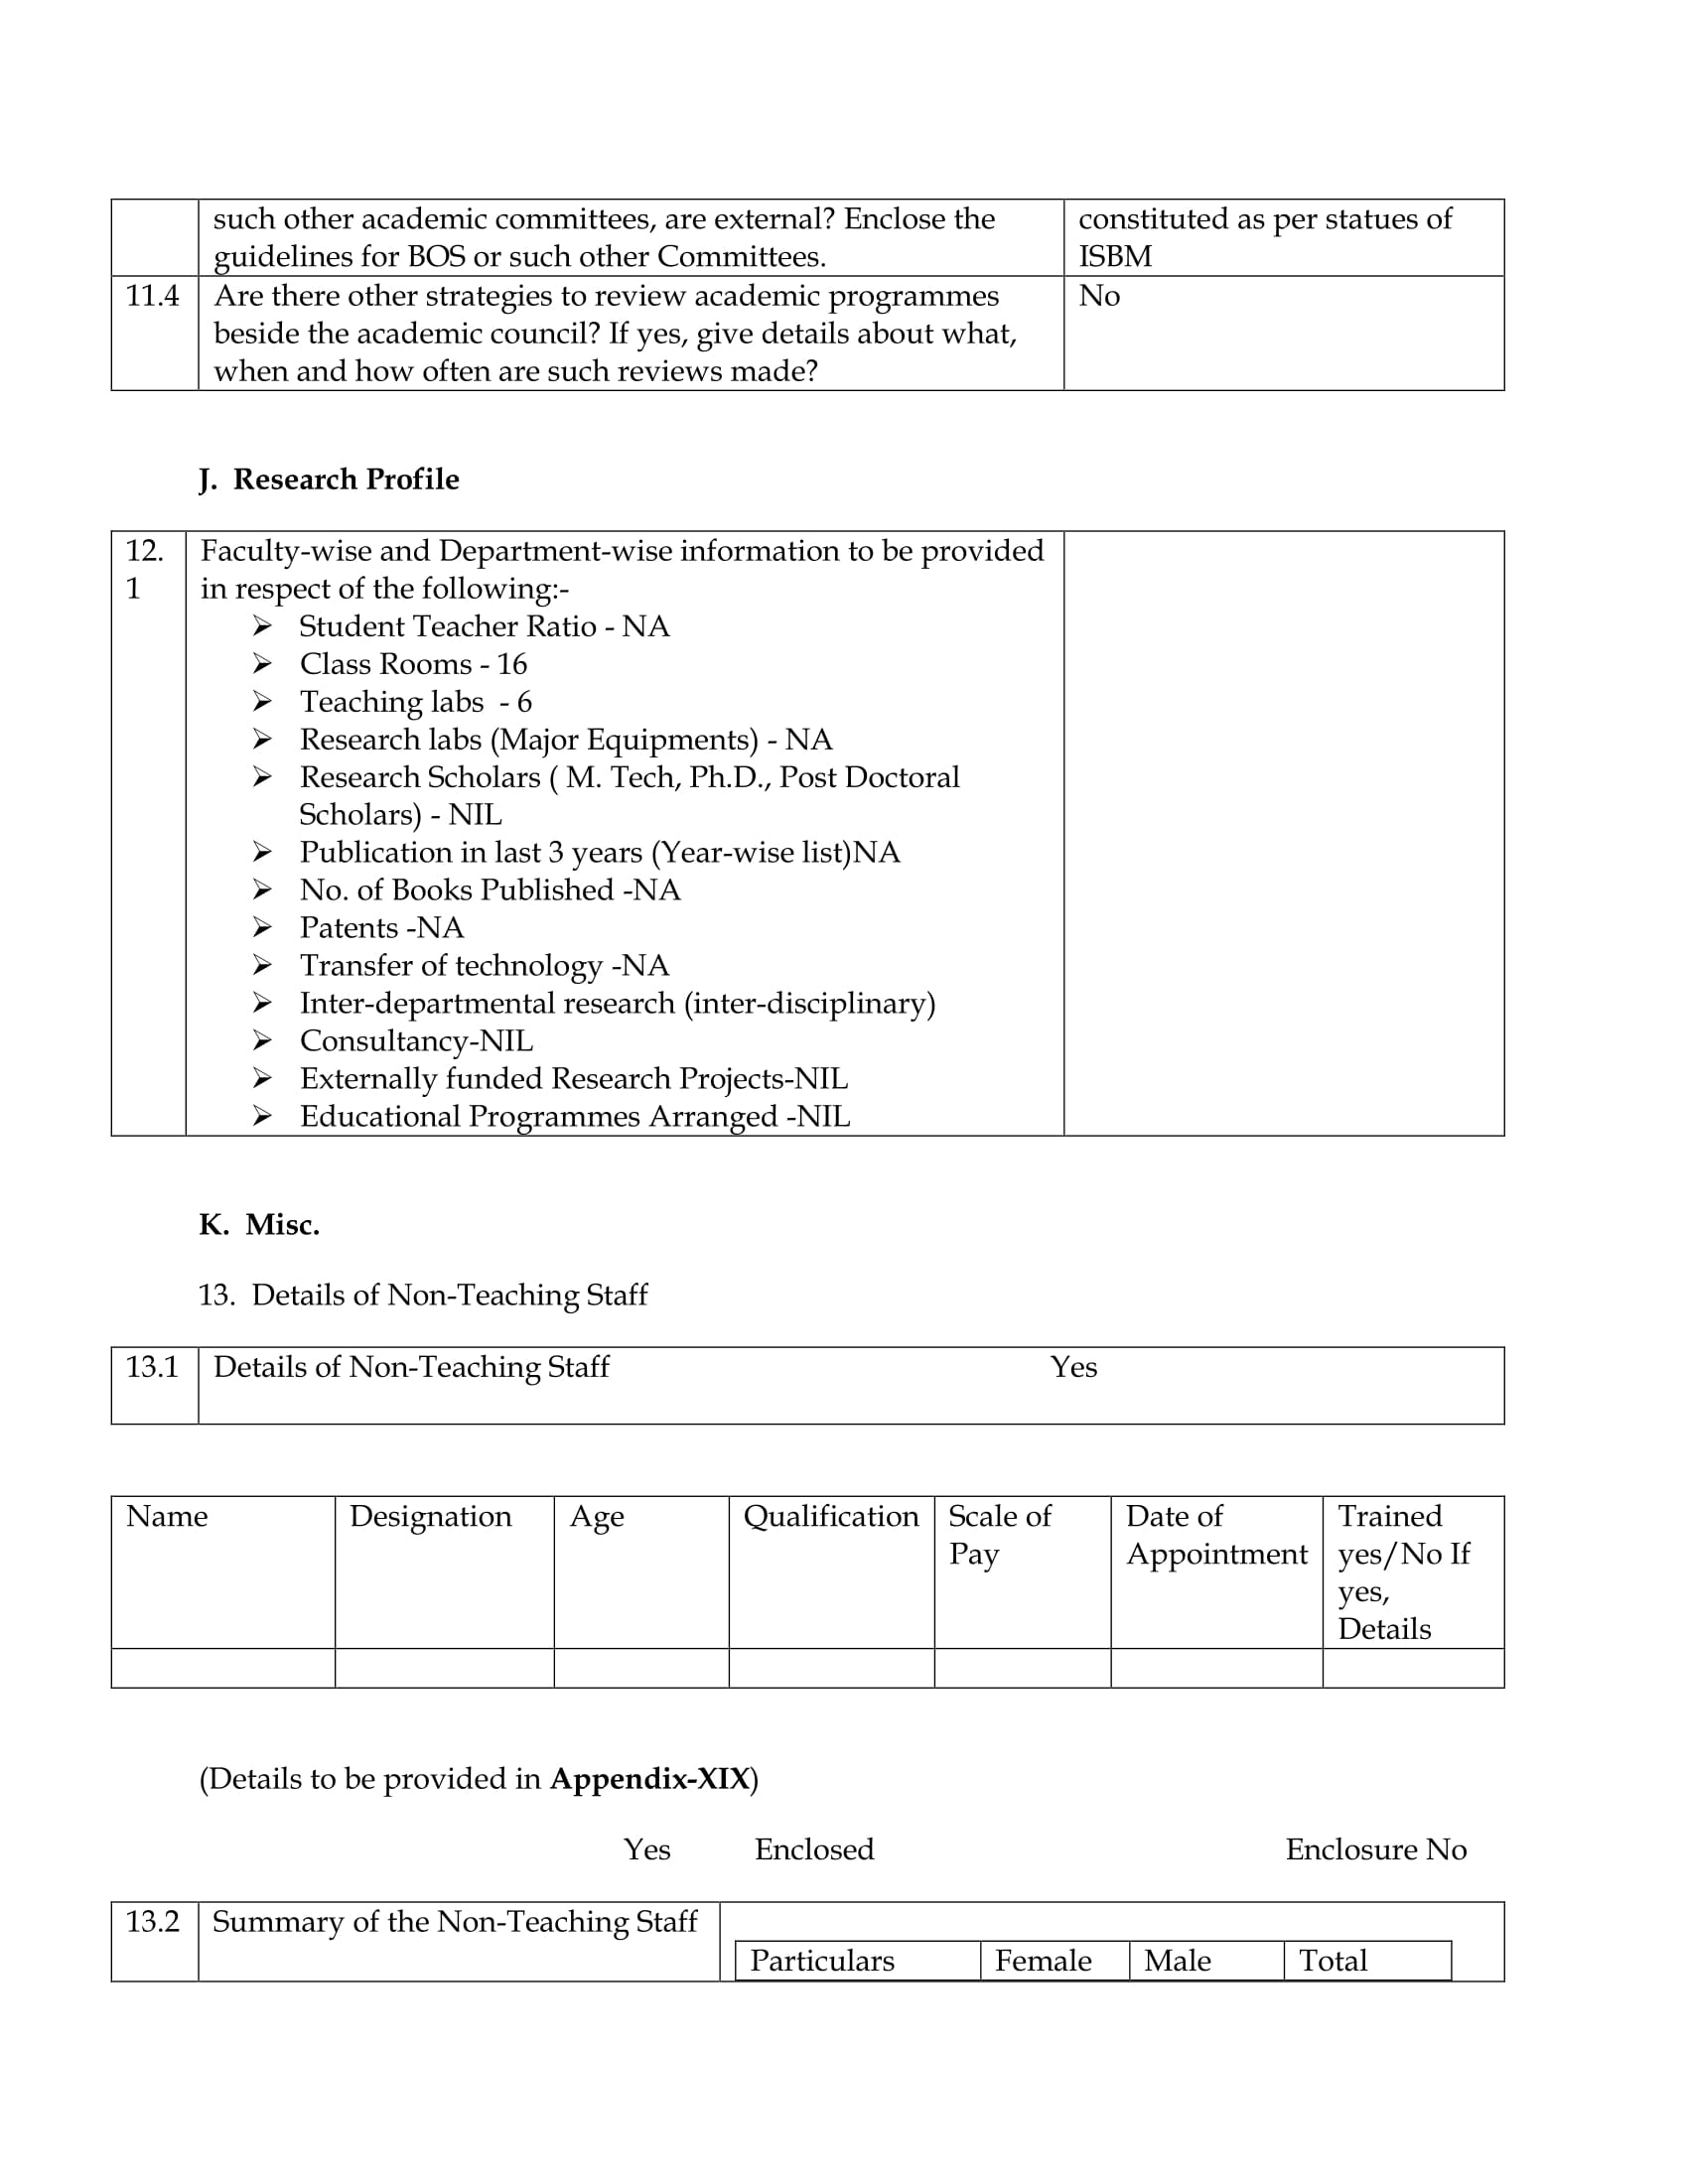 such other academic committees, are external? Enclose the
guidelines for BOS or such other Committees.
constituted as per statues of
ISBM
11.4
Are there other strategies to review academic programmes
beside the academic council? If yes, give details about what,
when and how often are such reviews made?
No
J. Research Profile
12.
1
Faculty-wise and Department-wise information to be provided
in respect of the following:-
➢ Student Teacher Ratio - NA
➢ Class Rooms - 16
➢ Teaching labs - 6
➢ Research labs (Major Equipments) - NA
➢ Research Scholars ( M. Tech, Ph.D., Post Doctoral
Scholars) - NIL
➢ Publication in last 3 years (Year-wise list)NA
➢ No. of Books Published -NA
➢ Patents -NA
➢ Transfer of technology -NA
➢ Inter-departmental research (inter-disciplinary)
➢ Consultancy-NIL
➢ Externally funded Research Projects-NIL
➢ Educational Programmes Arranged -NIL
K. Misc.
13. Details of Non-Teaching Staff
13.1 Details of Non-Teaching Staff Yes
Name
Designation
Age
Qualification
Scale of
Pay
Date of
Appointment
Trained
yes/No If
yes,
Details
(Details to be provided in Appendix-XIX)
Yes Enclosed Enclosure No
13.2 Summary of the Non-Teaching Staff
Particulars Female Male Total